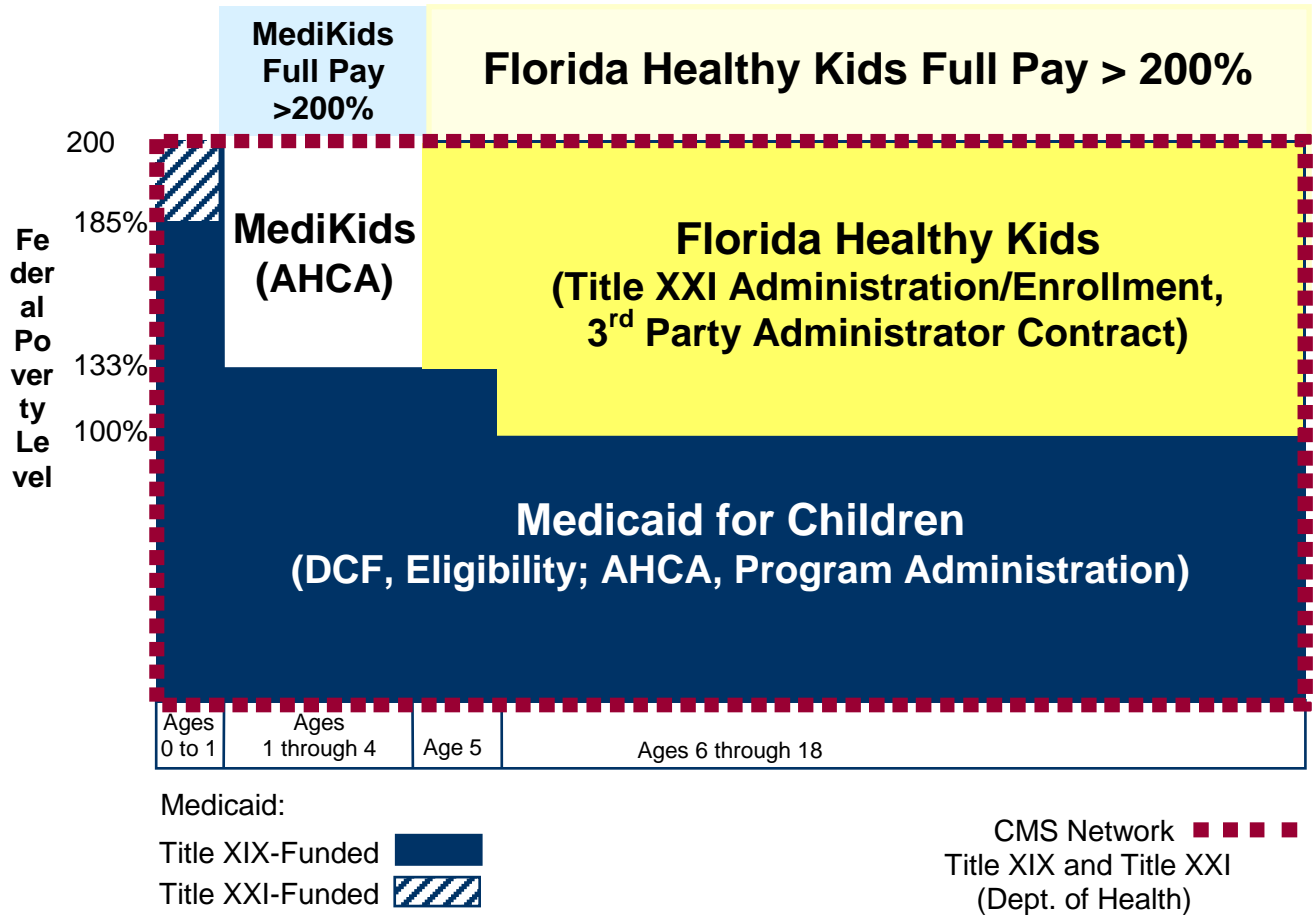 MediKids
Full Pay
>200%
Florida Healthy Kids Full Pay > 200%
200
185%
133%
100%
Fe
der
al
Po
ver
ty
Le
vel
MediKids
(AHCA)
Florida Healthy Kids
(Title XXI Administration/Enrollment,
3rd Party Administrator Contract)
Medicaid for Children
(DCF, Eligibility; AHCA, Program Administration)
Ages
0 to 1
Ages
1 through 4
Age 5
Ages 6 through 18
Medicaid:
Title XIX-Funded
Title XXI-Funded
CMS Network
Title XIX and Title XXI
(Dept. of Health)